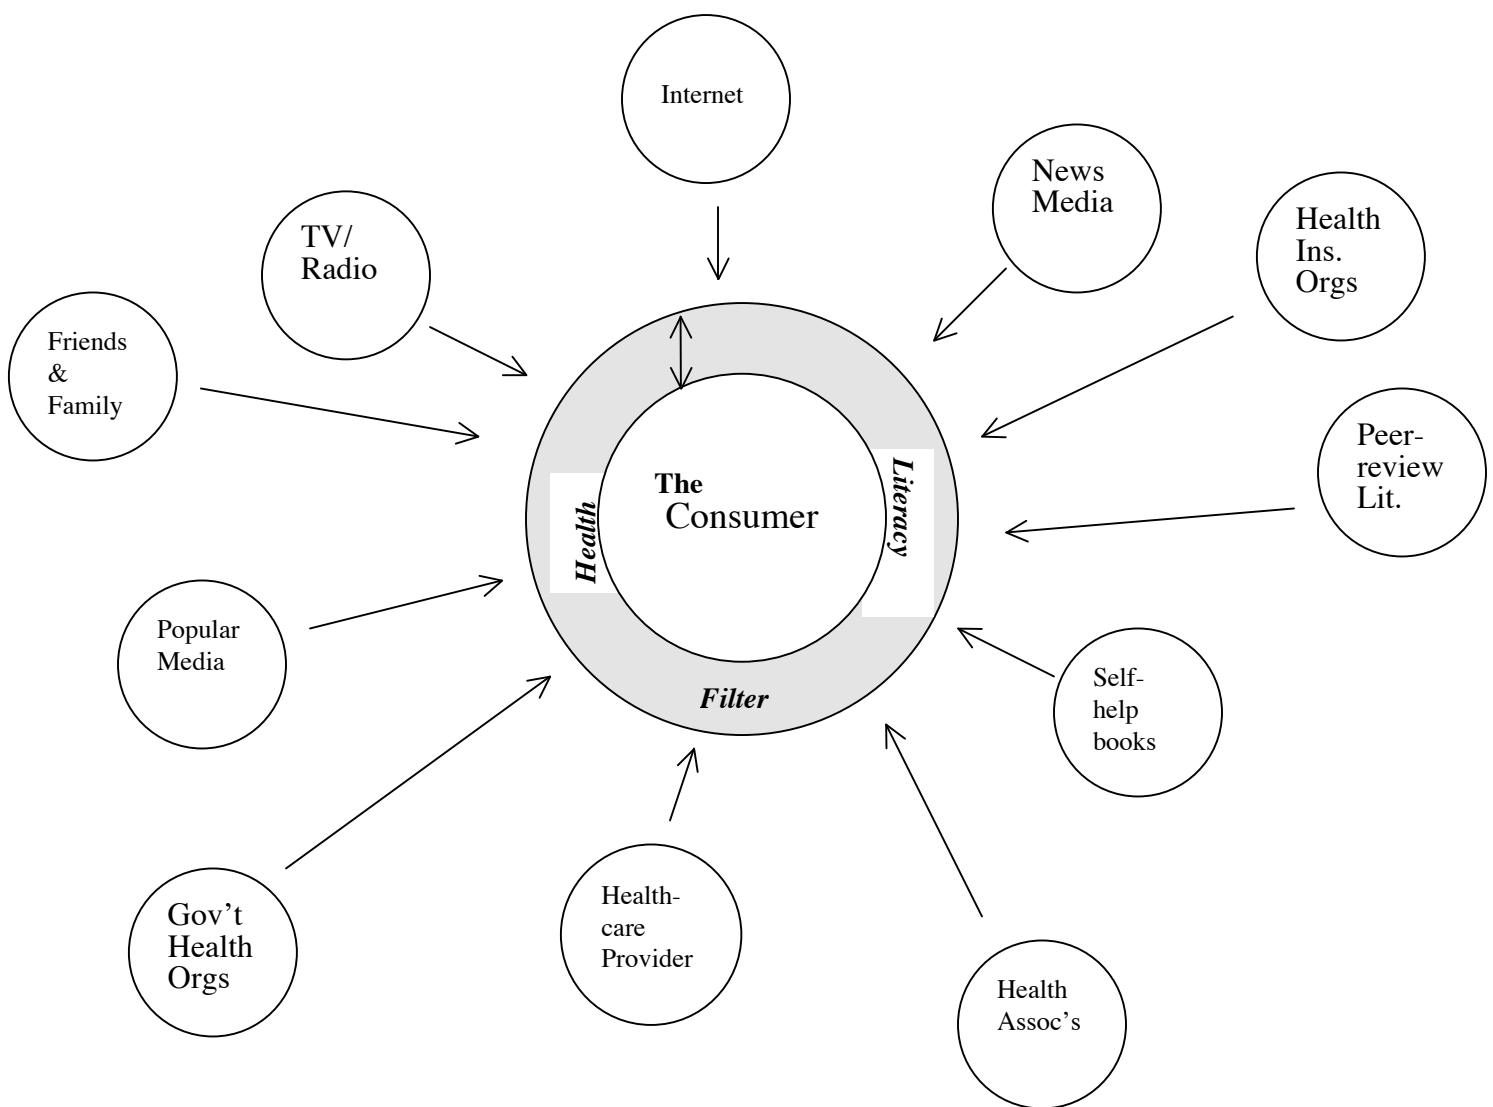 Internet
News
Media
Health
Ins.
Orgs
TV/
Radio
Friends
&
Family
Peer-
review
Lit.
The
Consumer
Health
Literacy
Filter
Popular
Media
Self-
help
books
Gov’t
Health
Orgs
Health-
care
Provider
Health
Assoc’s